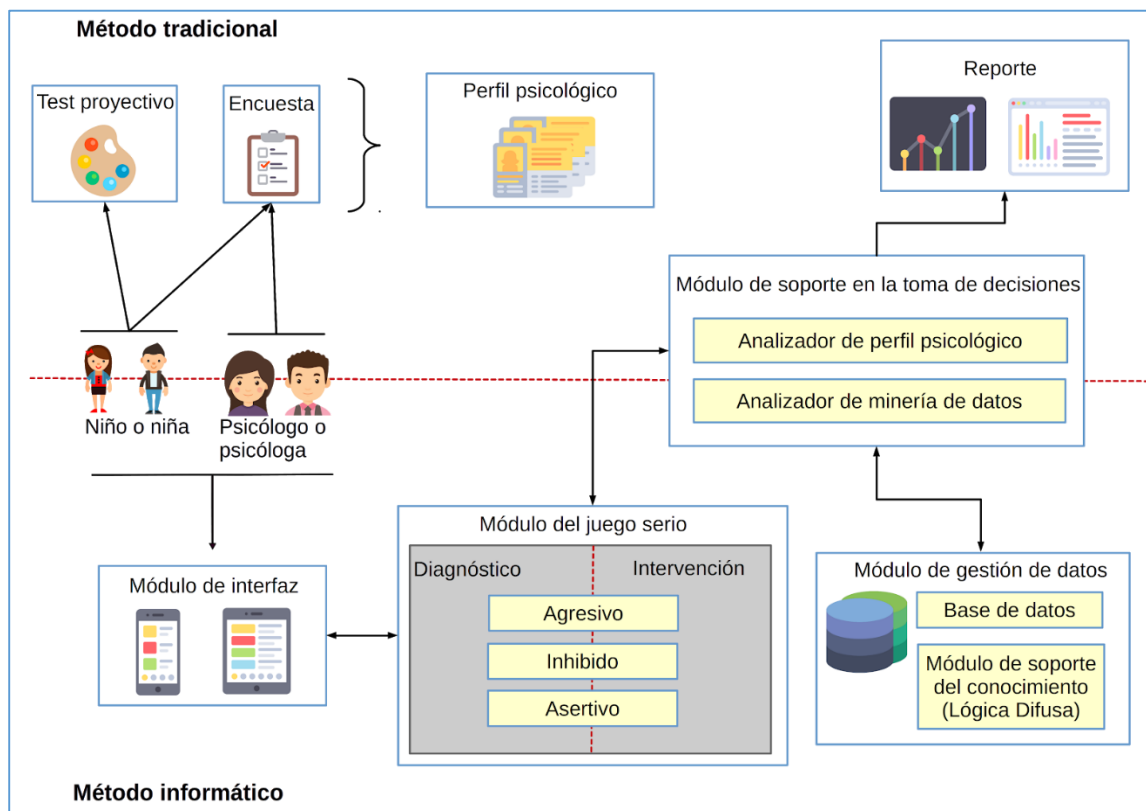 Método tradicional
Test proyectivo
Encuesta
Perfil psicológico
Reporte
Módulo de soporte en la toma de decisiones
Analizador de perfil psicológico
Analizador de minería de datos
Niño o niña
Psicólogo o
psicóloga
Módulo del juego serio
Diagnóstico
Intervención
Agresivo
Inhibido
Asertivo
Módulo de interfaz
Módulo de gestión de datos
Base de datos
Módulo de soporte
del conocimiento
(Lógica Difusa)
Método informático